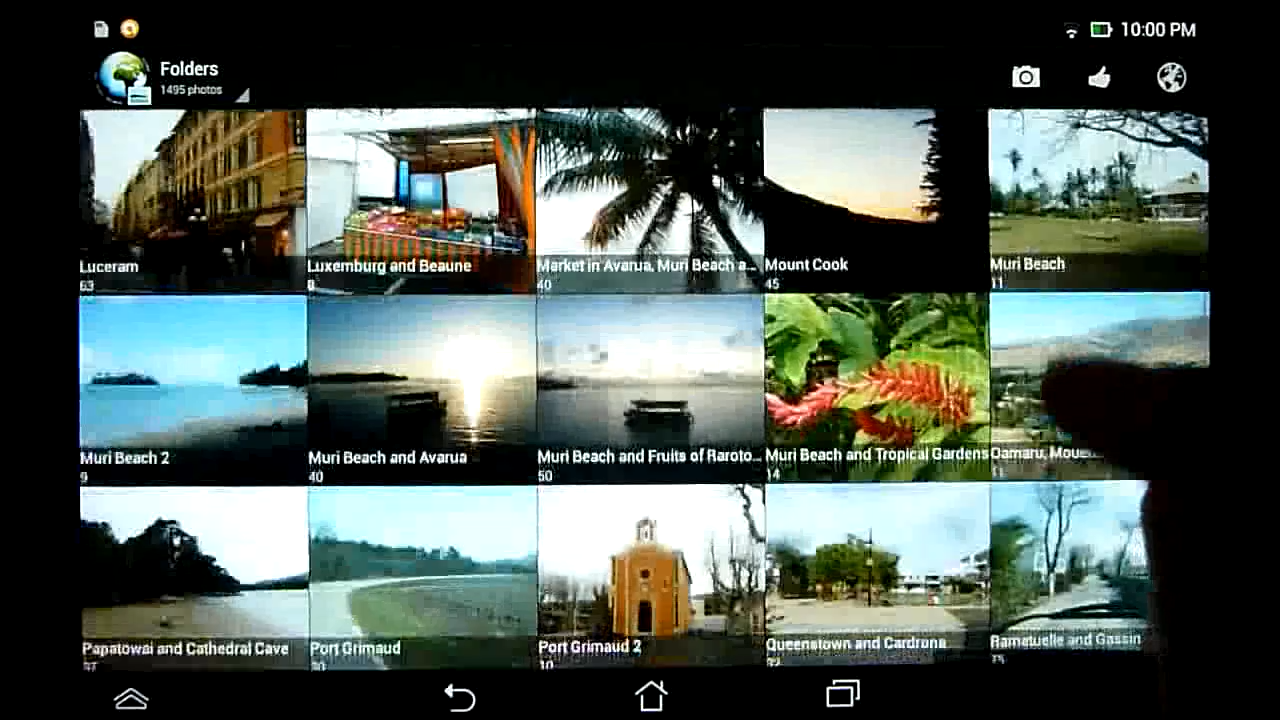 10:00 PM
Folders
1495 photos
Luceram
63
Luxemburg and Beaune
8
Market in Avarua, Muri Beach a...
40
Mount Cook
45
Muri Beach
11
Muri Beach 2
9
Muri Beach and Avarua
40
Muri Beach and Fruits of Raroto...
50
Muri Beach and Tropical Gardens
14
Oamaru,
Papatowai and Cathedral Cave
Port Grimaud
Port Grimaud 2
10
Queenstown and Cardrona
Ramatuelle and Gassin